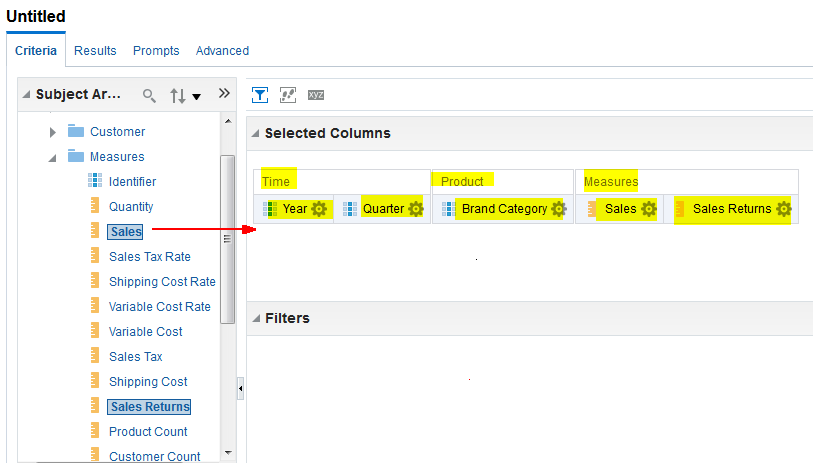 Untitled
Criteria Results Prompts Advanced
Subject Ar...
Customer
Measures
Identifier
Quantity
Sales
Sales Tax Rate
Shipping Cost Rate
Variable Cost Rate
Variable Cost
Sales Tax
Shipping Cost
Sales Returns
Product Count
Customer Count
xyz
Selected Columns
Time Product Measures
Year Quarter Brand Category Sales Sales Returns
Filters